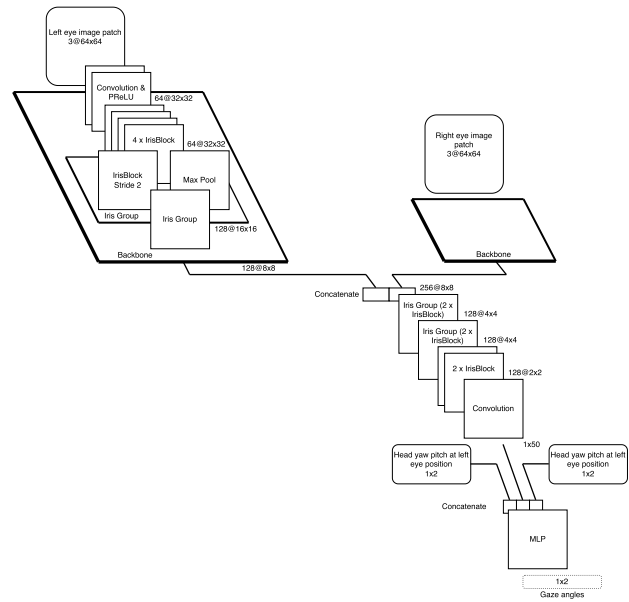 Left eye image patch
3@64x64
Convolution &
PReLU
64@32x32
4 x IrisBlock
64@32x32
IrisBlock
Stride 2
Max Pool
Iris Group
Iris Group
128@16x16
Backbone
128@8x8
Right eye image
patch
3@64x64
Backbone
Concatenate
256@8x8
Iris Group (2 x
IrisBlock)
128@4x4
Iris Group (2 x
IrisBlock)
128@4x4
2 x IrisBlock
128@2x2
Convolution
1x50
Head yaw pitch at left
eye position
1x2
Head yaw pitch at left
eye position
1x2
Concatenate
MLP
1x2
Gaze angles